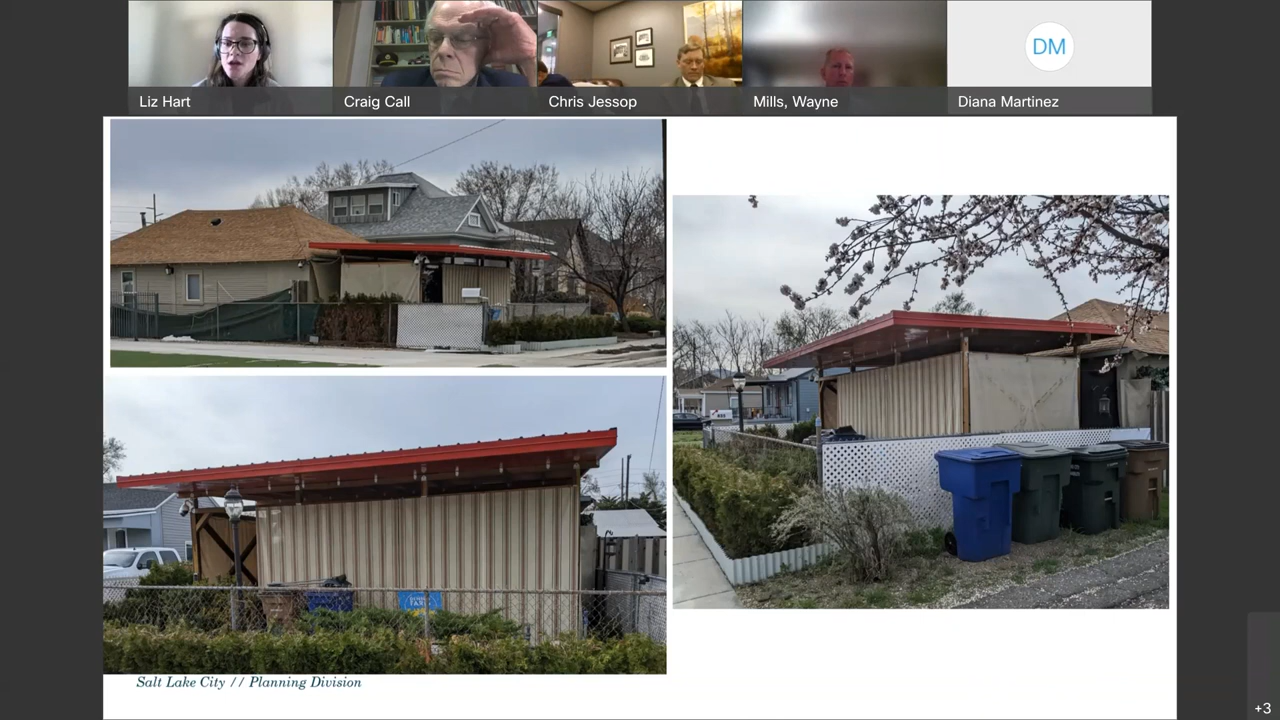 Liz Hart
Craig Call
Chris Jessop
Mills, Wayne
DM
Diana Martinez
Salt Lake City // Planning Division
+3